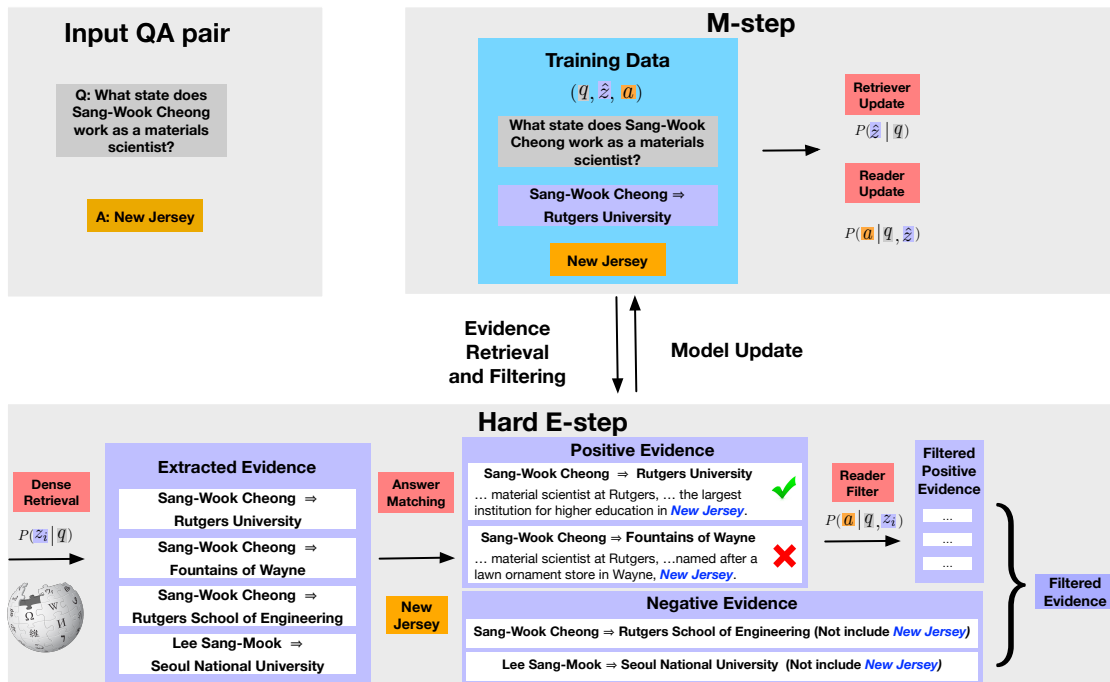 Input QA pair
Q: What state does
Sang-Wook Cheong
work as a materials
scientist?
A: New Jersey
M-step
Training Data
(q, ẑ, a)
What state does Sang-Wook
Cheong work as a materials
scientist?
Sang-Wook Cheong ⇒
Rutgers University
New Jersey
Retriever
Update
P(ẑ | q)
Reader
Update
P(a | q, ẑ)
Evidence
Retrieval
and Filtering
Model Update
Hard E-step
Dense
Retrieval
P(z_i | q)
Ω
W
И
維
Extracted Evidence
Sang-Wook Cheong ⇒
Rutgers University
Sang-Wook Cheong ⇒
Fountains of Wayne
Sang-Wook Cheong ⇒
Rutgers School of Engineering
Lee Sang-Mook ⇒
Seoul National University
Answer
Matching
New
Jersey
Positive Evidence
Sang-Wook Cheong ⇒ Rutgers University
... material scientist at Rutgers, ... the largest
institution for higher education in New Jersey.
Sang-Wook Cheong ⇒ Fountains of Wayne
... material scientist at Rutgers, ...named after a
lawn ornament store in Wayne, New Jersey.
Negative Evidence
Sang-Wook Cheong ⇒ Rutgers School of Engineering (Not include New Jersey)
Lee Sang-Mook ⇒ Seoul National University (Not include New Jersey)
Reader
Filter
P(a | q, z_i)
Filtered
Positive
Evidence
...
...
...
Filtered
Evidence